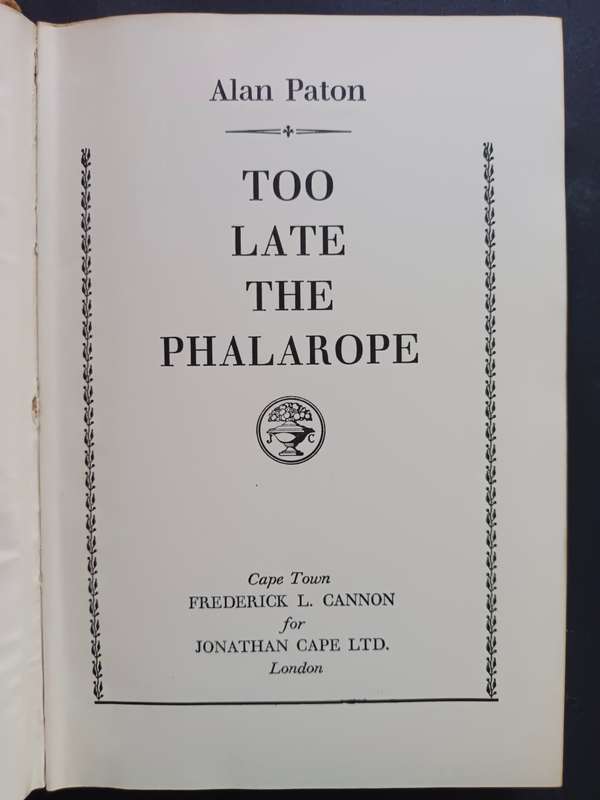 Alan Paton
TOO
LATE
THE
PHALAROPE
J C
Cape Town
FREDERICK L. CANNON
for
JONATHAN CAPE LTD.
London